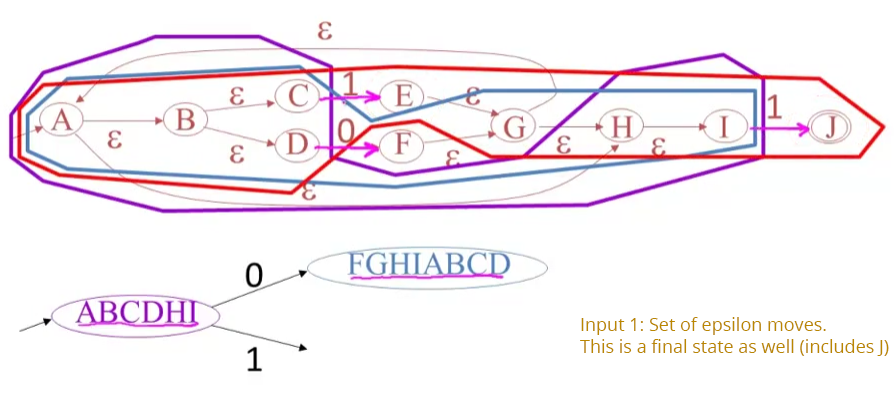 ε
ε C 1 E ε
A ε B D 0 F ε G ε H ε I 1 J
ε
ε
0
FGHIABCD
ABCDHI
1
Input 1: Set of epsilon moves.
This is a final state as well (includes J)